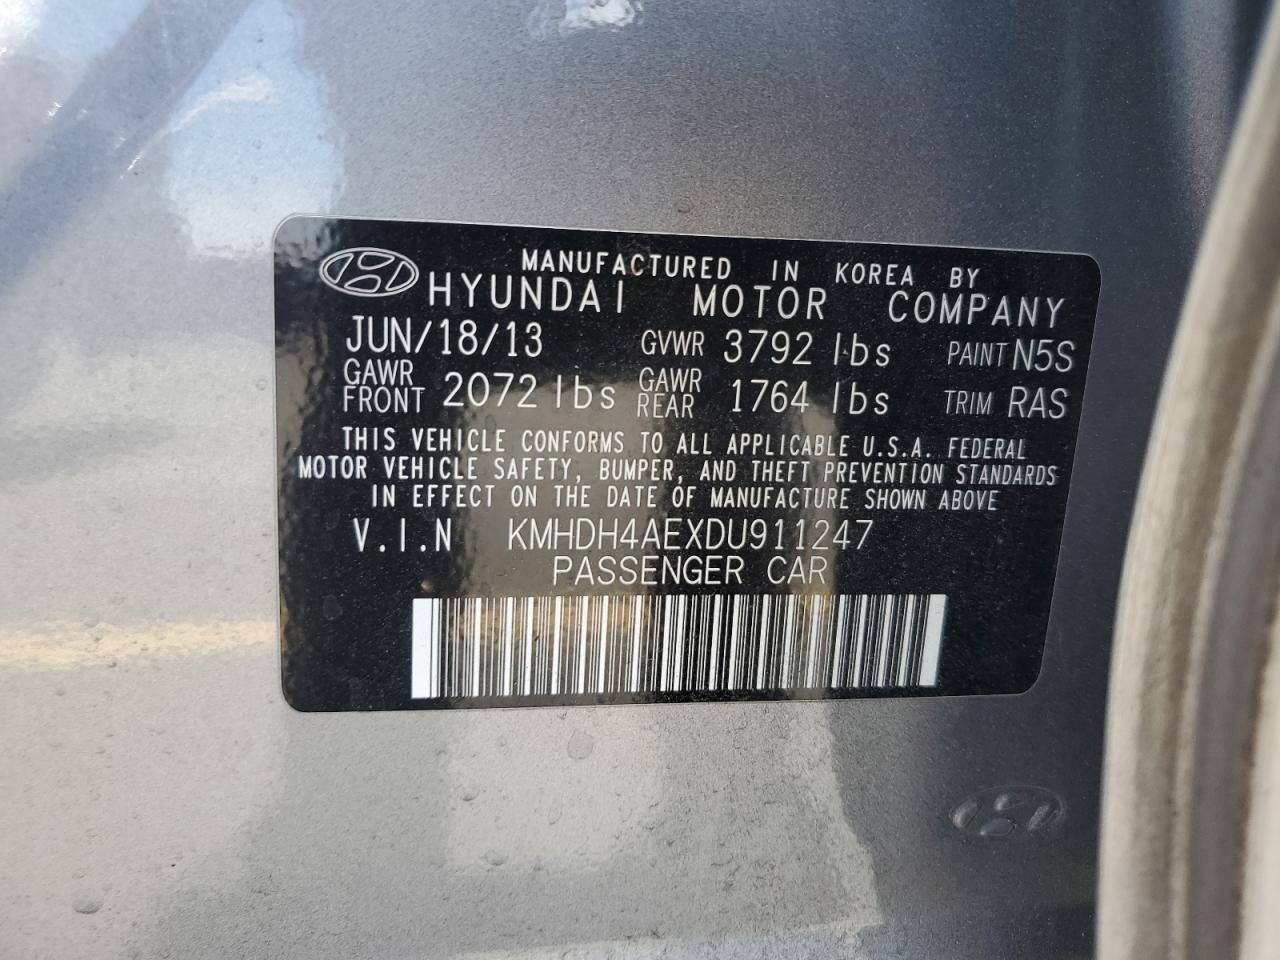 MANUFACTURED IN KOREA BY
HYUNDAI MOTOR COMPANY
JUN/18/13 GVWR 3792 lbs PAINT N5S
GAWR FRONT 2072 lbs GAWR REAR 1764 lbs TRIM RAS
THIS VEHICLE CONFORMS TO ALL APPLICABLE U.S.A. FEDERAL
MOTOR VEHICLE SAFETY, BUMPER, AND THEFT PREVENTION STANDARDS
IN EFFECT ON THE DATE OF MANUFACTURE SHOWN ABOVE
V.I.N KMHDH4AEXDU911247
PASSENGER CAR